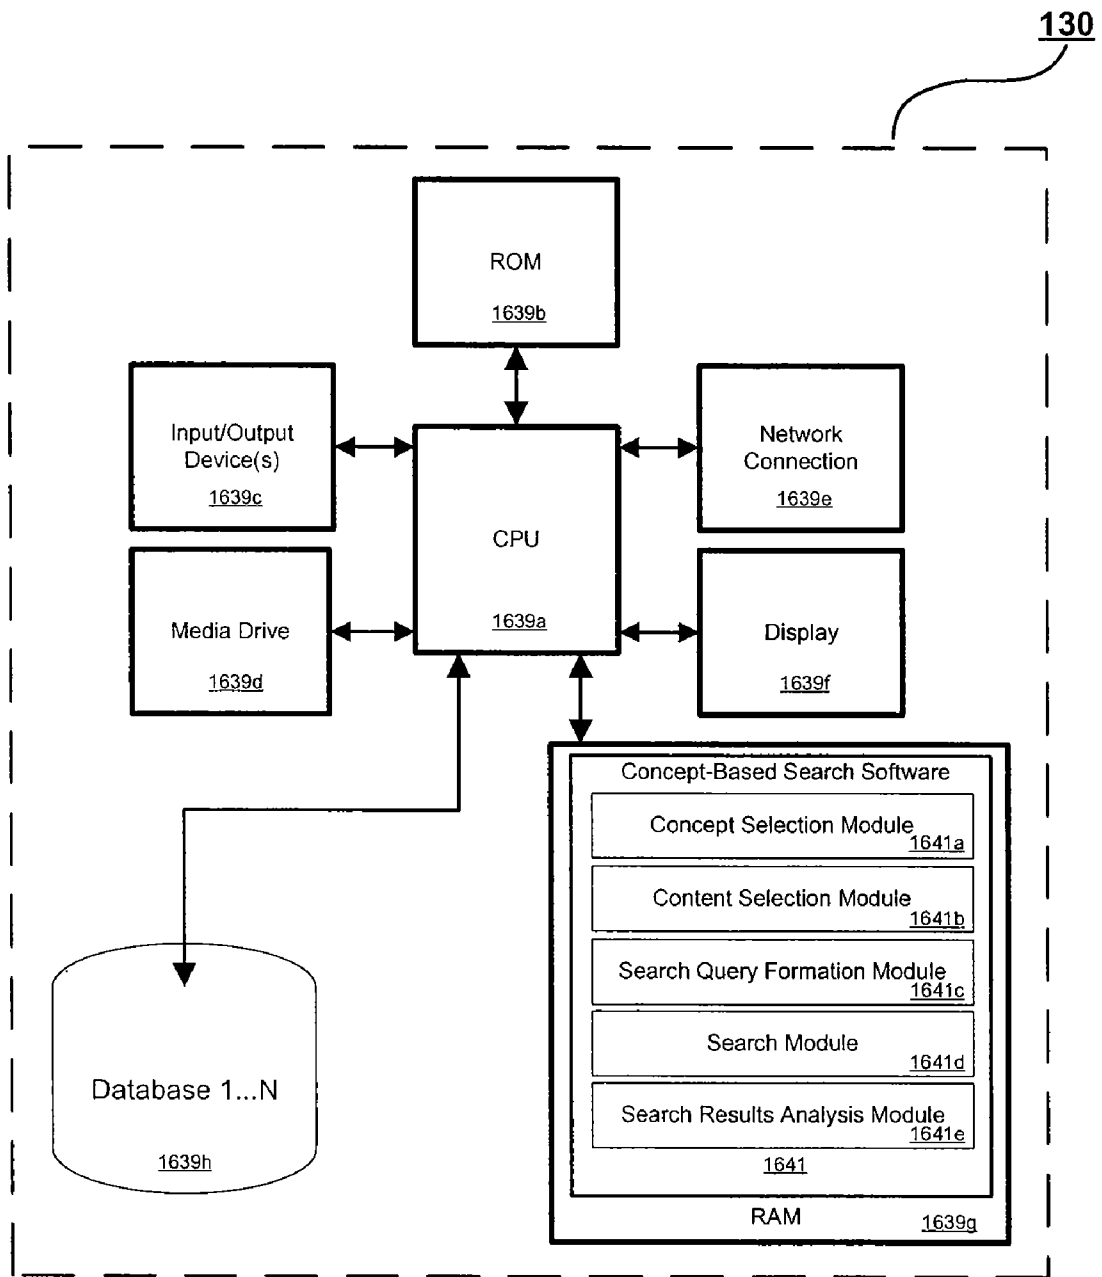 130
ROM
1639b
Input/Output
Device(s)
1639c
Network
Connection
1639e
CPU
1639a
Media Drive
1639d
Display
1639f
Concept-Based Search Software
Concept Selection Module
1641a
Content Selection Module
1641b
Search Query Formation Module
1641c
Search Module
1641d
Search Results Analysis Module
1641e
1641
RAM
1639g
Database 1...N
1639h